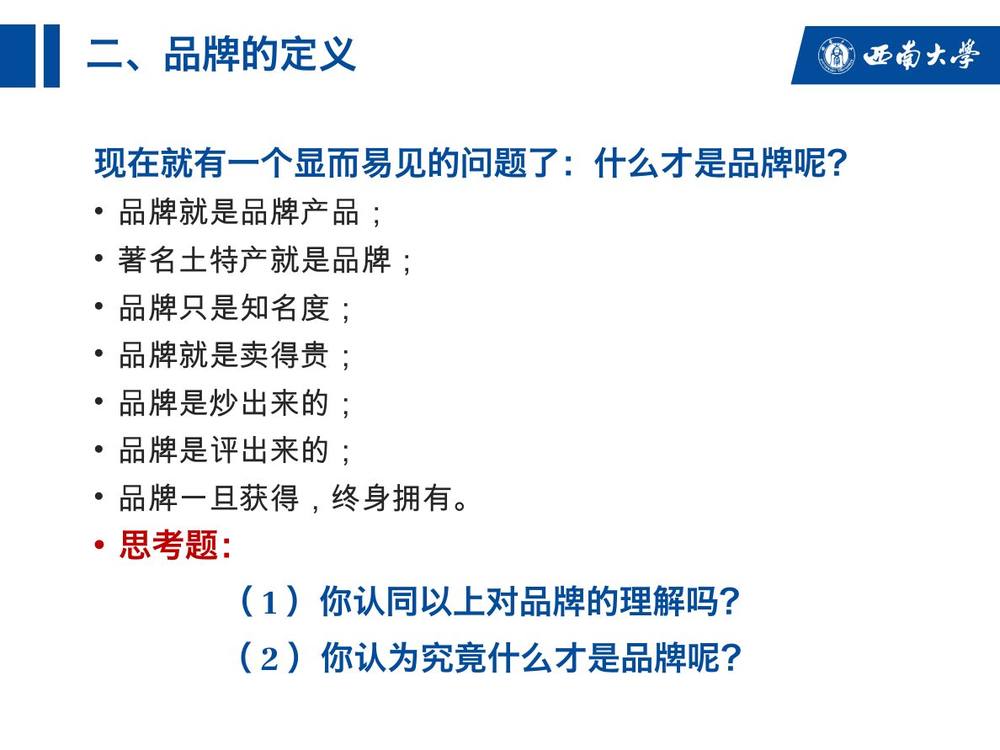 二、品牌的定义
西南大学
现在就有一个显而易见的问题了：什么才是品牌呢？
• 品牌就是品牌产品；
• 著名土特产就是品牌；
• 品牌只是知名度；
• 品牌就是卖得贵；
• 品牌是炒出来的；
• 品牌是评出来的；
• 品牌一旦获得，终身拥有。
• 思考题：
（1）你认同以上对品牌的理解吗？
（2）你认为究竟什么才是品牌呢？